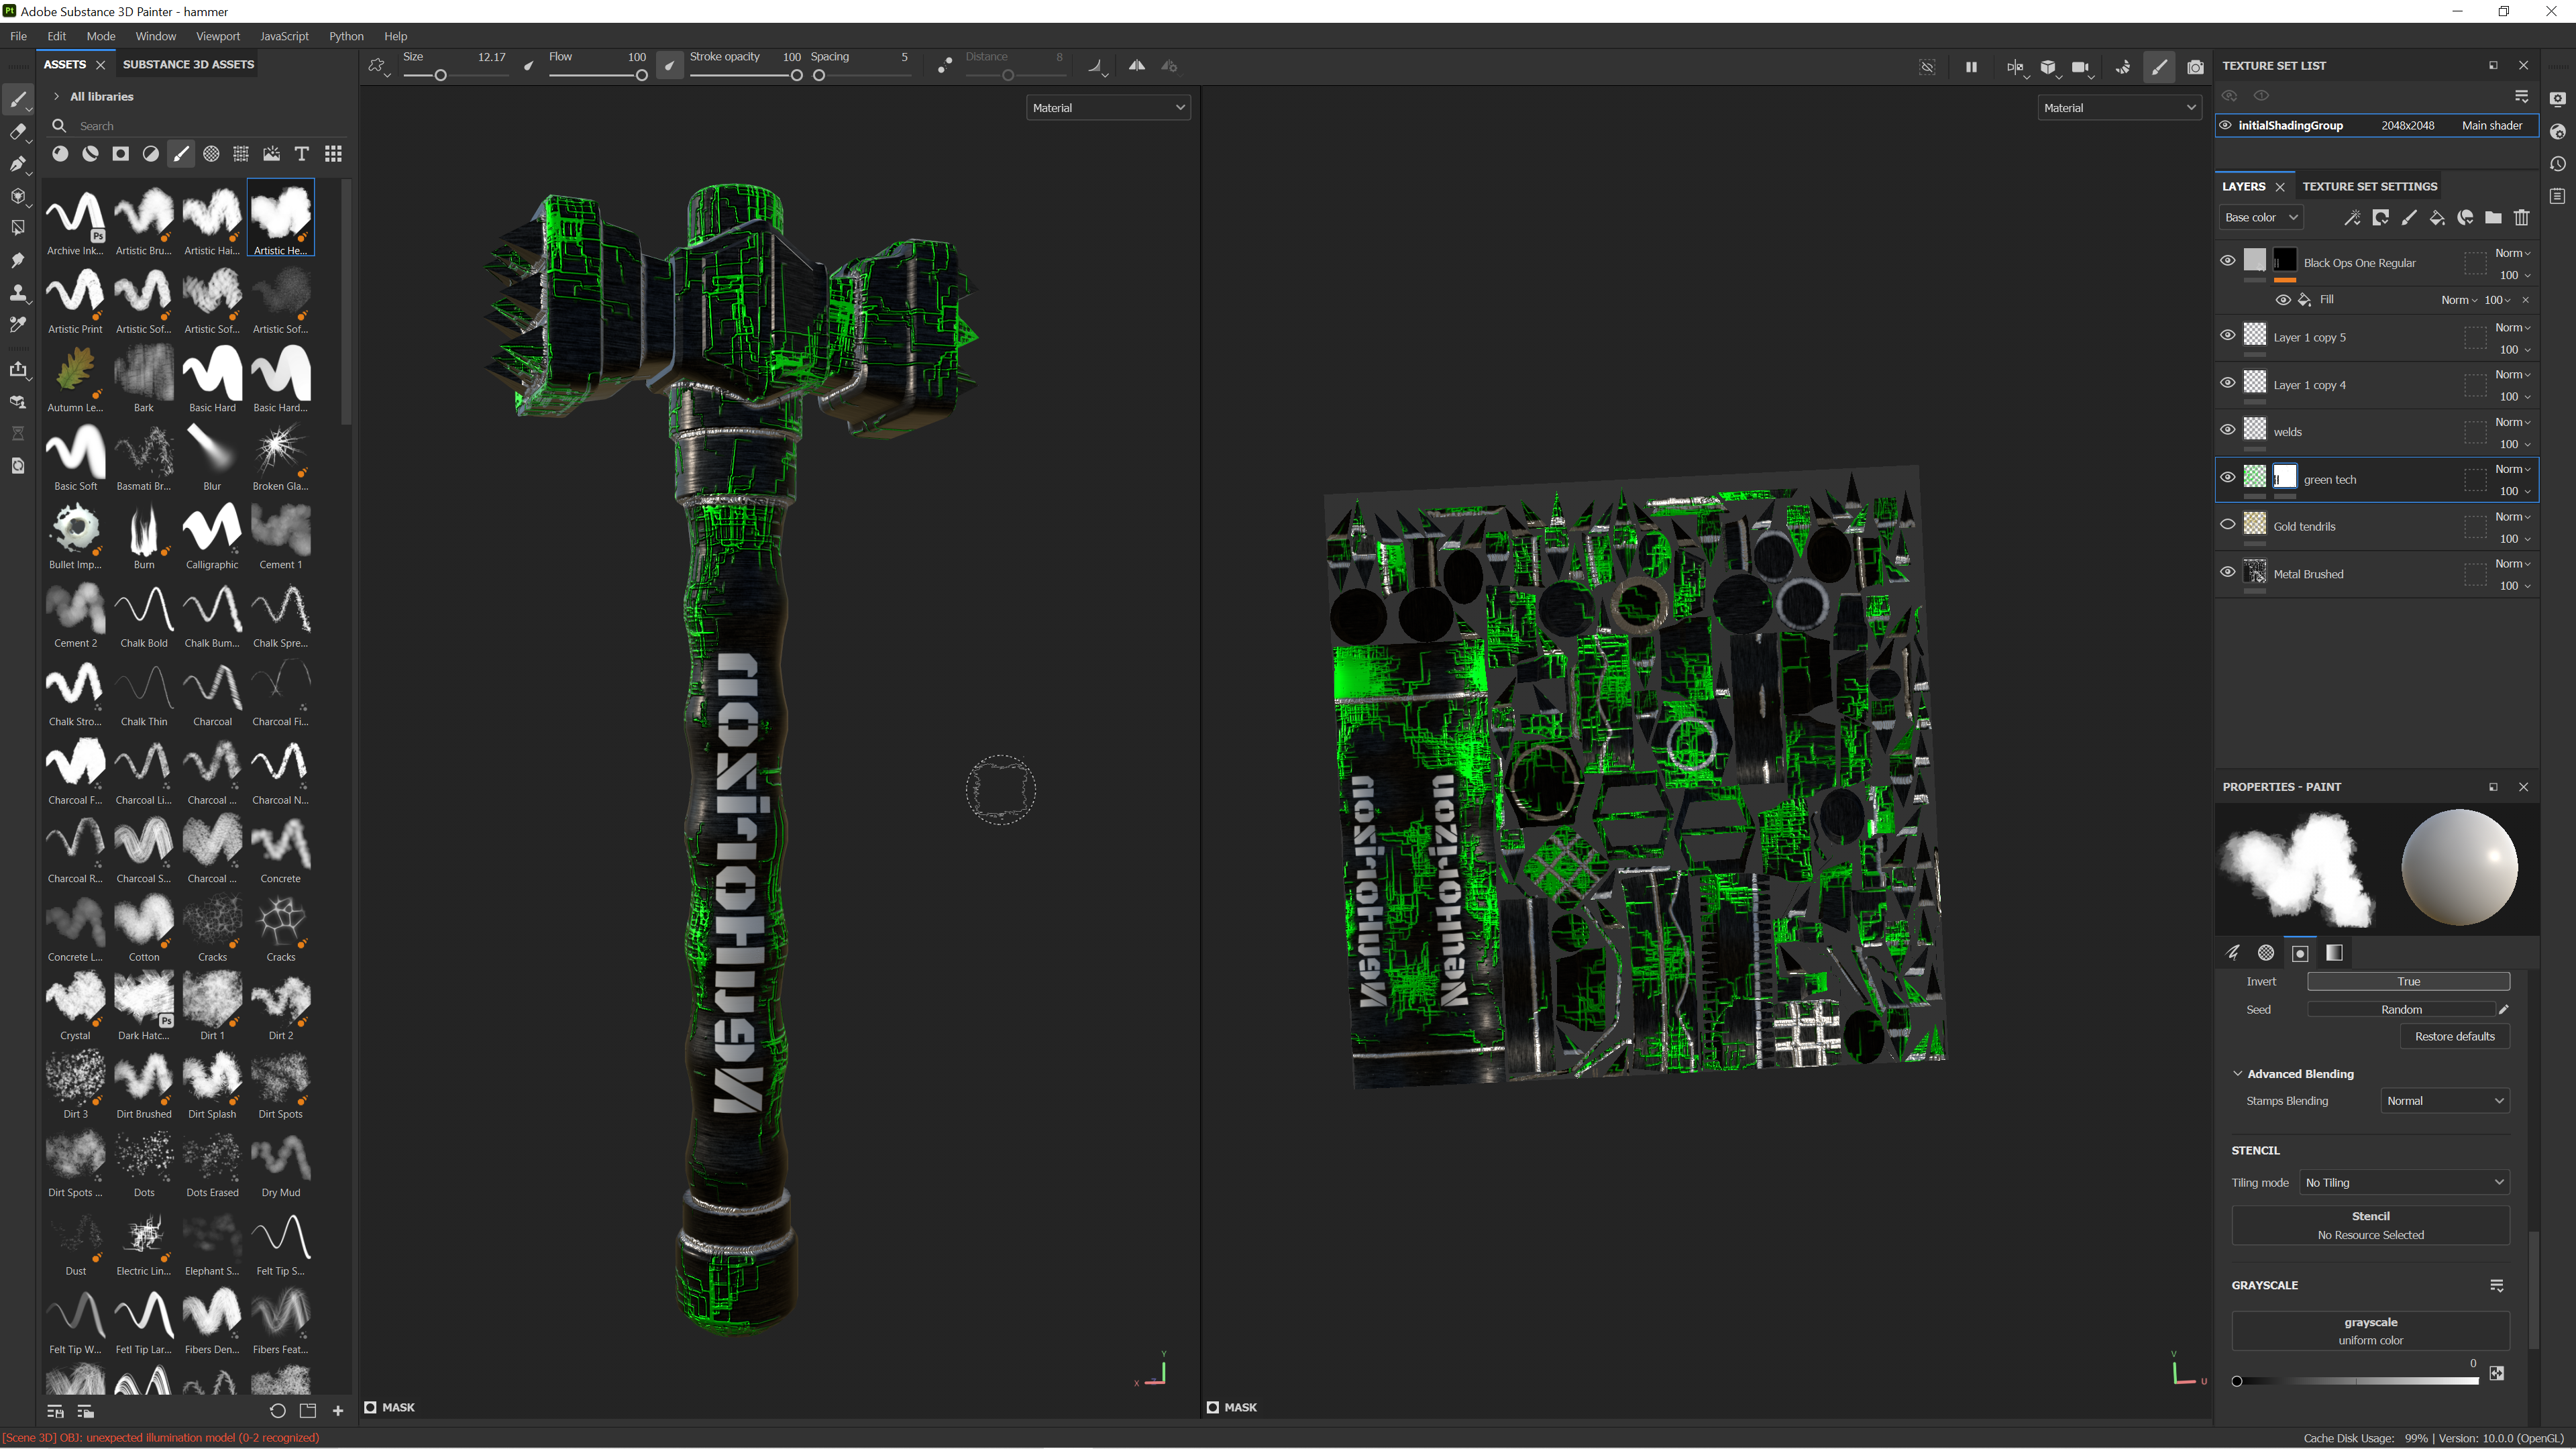 Adobe Substance 3D Painter - hammer
File Edit Mode Window Viewport JavaScript Python Help
ASSETS SUBSTANCE 3D ASSETS
Size 12.17 Flow 100 Stroke opacity 100 Spacing 5 Distance 8
All libraries
Search
Material
Material
Archive Ink... Artistic Bru... Artistic Hai... Artistic He...
Artistic Print Artistic Sof... Artistic Sof... Artistic Sof...
Autumn Le... Bark Basic Hard Basic Hard...
Basic Soft Basmati Br... Blur Broken Gla...
Bullet Imp... Burn Calligraphic Cement 1
Cement 2 Chalk Bold Chalk Bum... Chalk Spre...
Chalk Stro... Chalk Thin Charcoal Charcoal Fi...
Charcoal F... Charcoal Li... Charcoal ... Charcoal N...
Charcoal R... Charcoal S... Charcoal ... Concrete
Concrete L... Cotton Cracks Cracks
Crystal Dark Hatc... Dirt 1 Dirt 2
Dirt 3 Dirt Brushed Dirt Splash Dirt Spots
Dirt Spots ... Dots Dots Erased Dry Mud
Dust Electric Lin... Elephant S... Felt Tip S...
Felt Tip W... Fetl Tip Lar... Fibers Den... Fibers Feat...
MASK
MASK
TEXTURE SET LIST
initialShadingGroup 2048x2048 Main shader
LAYERS TEXTURE SET SETTINGS
Base color
Black Ops One Regular Norm 100
Fill Norm 100
Layer 1 copy 5 Norm 100
Layer 1 copy 4 Norm 100
welds Norm 100
green tech Norm 100
Gold tendrils Norm 100
Metal Brushed Norm 100
PROPERTIES - PAINT
Invert True
Seed Random
Restore defaults
Advanced Blending
Stamps Blending Normal
STENCIL
Tiling mode No Tiling
Stencil
No Resource Selected
GRAYSCALE
grayscale
uniform color
0
[Scene 3D] OBJ: unexpected illumination model (0-2 recognized)
Cache Disk Usage: 99% | Version: 10.0.0 (OpenGL)